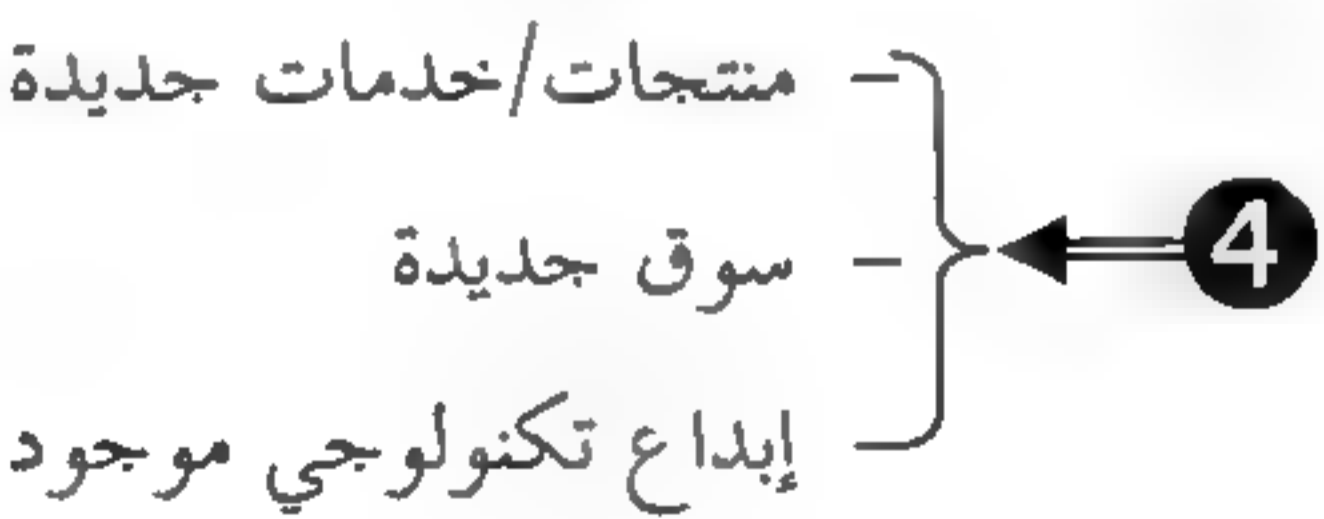 - منتجات/خدمات جديدة
4
- سوق جديدة
- إبداع تكنولوجي موجود